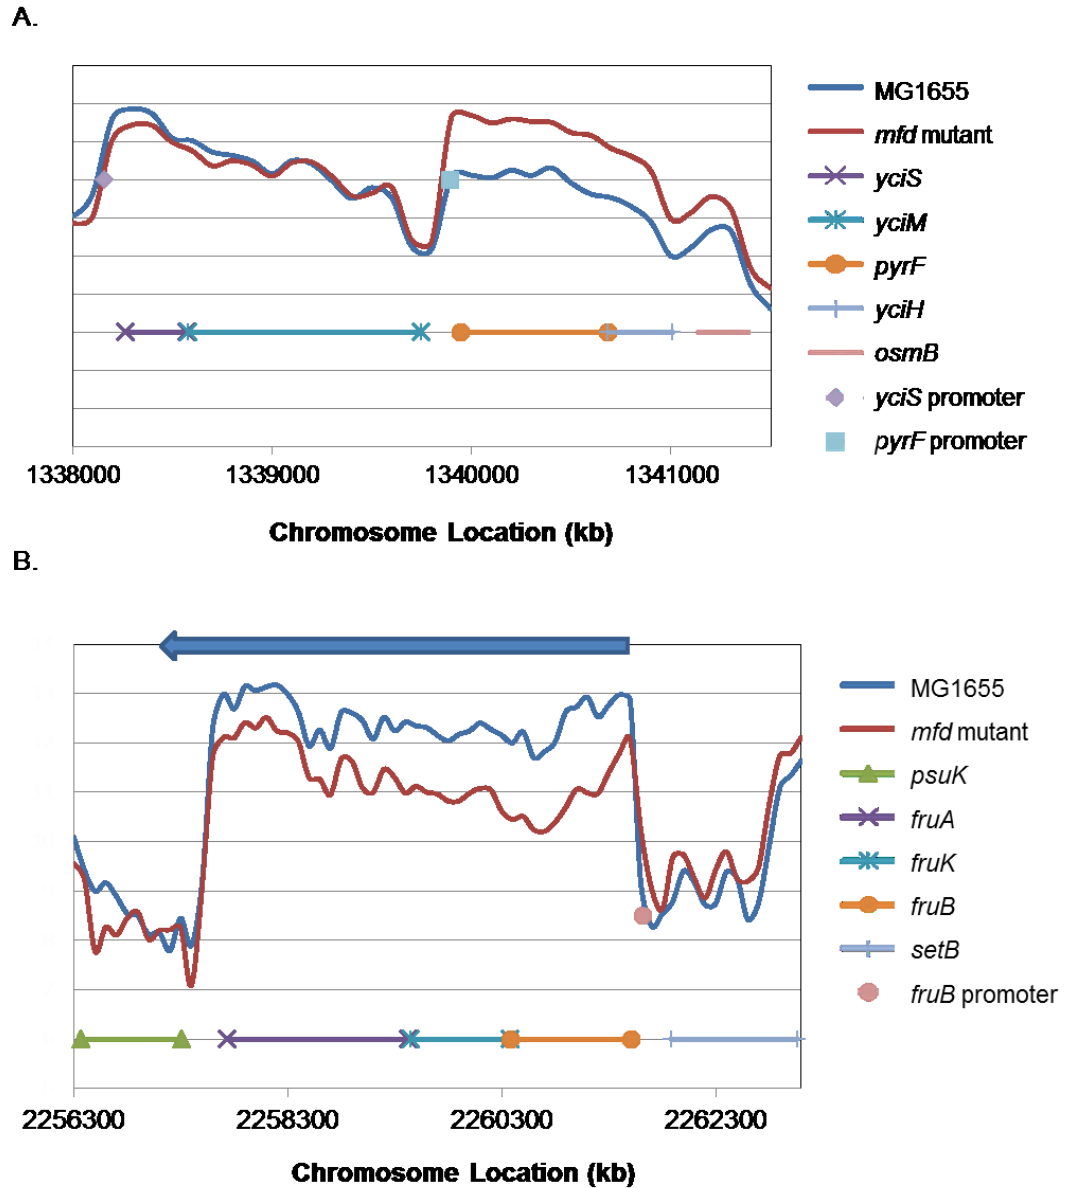 A.
MG1655
mfd mutant
yciS
yciM
pyrF
yciH
osmB
yciS promoter
pyrF promoter
1338000 1339000 1340000 1341000
Chromosome Location (kb)
B.
MG1655
mfd mutant
psuK
fruA
fruK
fruB
setB
fruB promoter
2256300 2258300 2260300 2262300
Chromosome Location (kb)